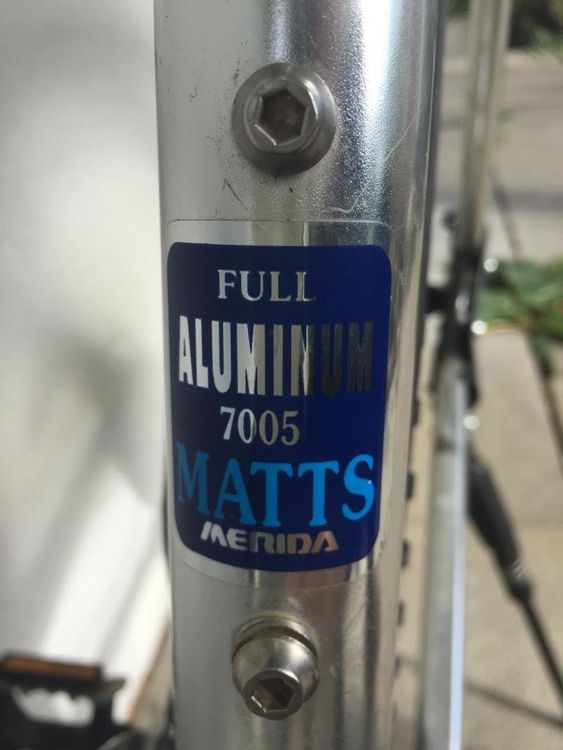 FULL
ALUMINUM
7005
MATTS
MERIDA